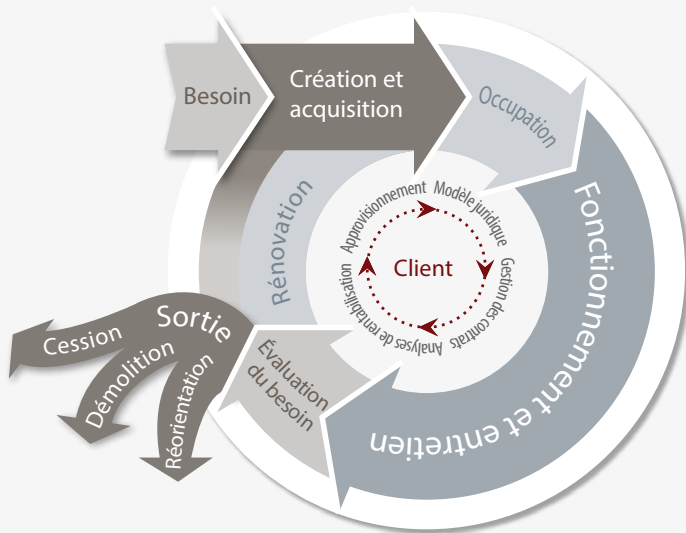 Besoin
Création et
acquisition
Occupation
Fonctionnement et entretien
Évaluation
du besoin
Rénovation
Sortie
Cession
Démolition
Réorientation
Client
Approvisionnement
Modèle juridique
Gestion des contrats
Analyses de rentabilisation